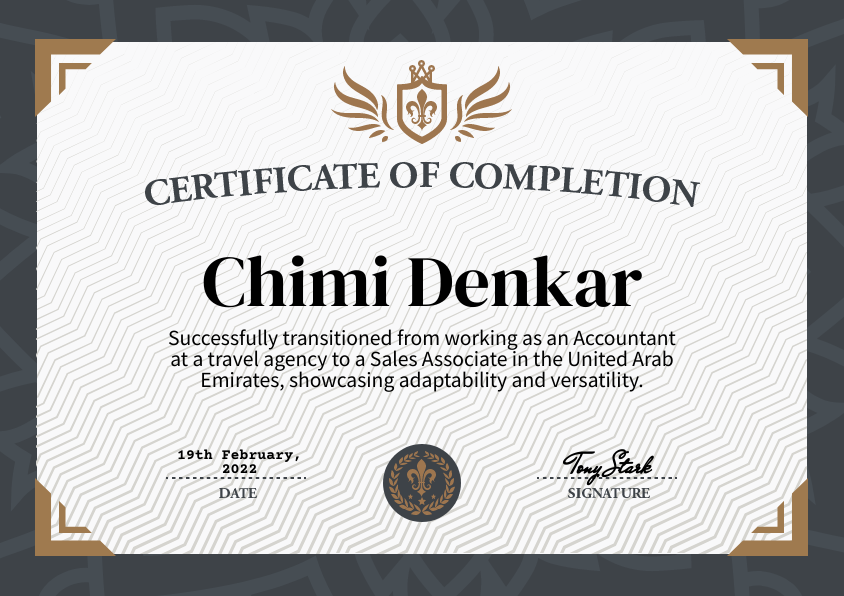 CERTIFICATE OF COMPLETION
Chimi Denkar
Successfully transitioned from working as an Accountant
at a travel agency to a Sales Associate in the United Arab
Emirates, showcasing adaptability and versatility.
19th February,
2022
DATE
Tony Stark
SIGNATURE